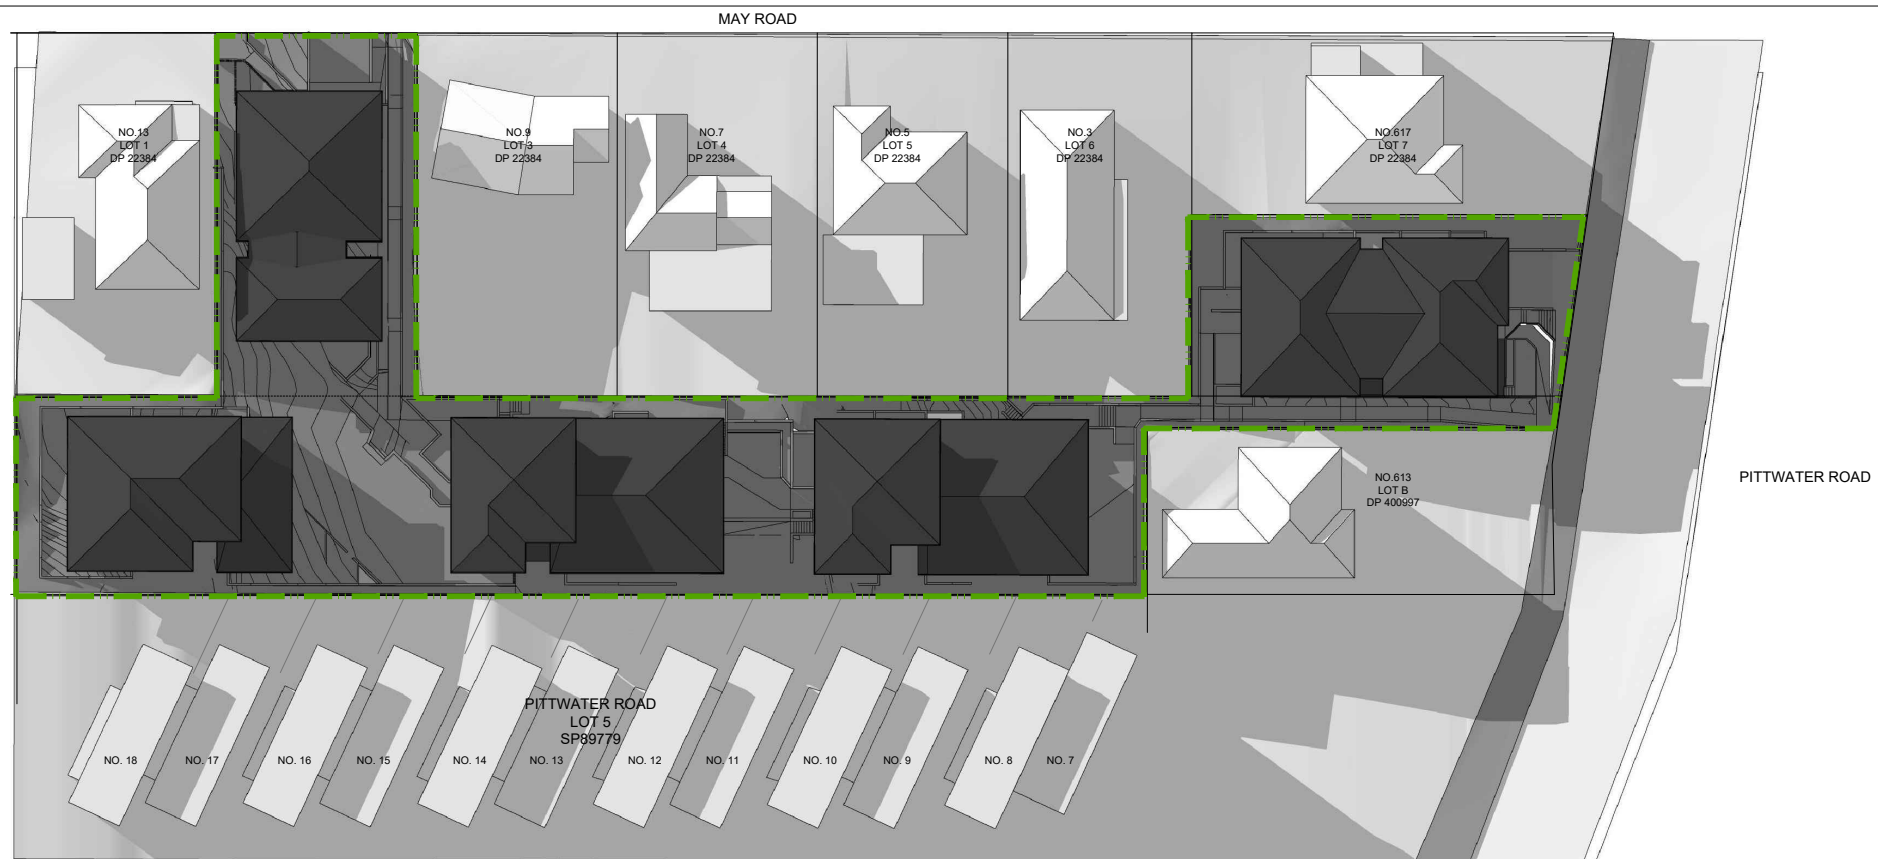 MAY ROAD
NO.13
LOT 1
DP 22384
NO.9
LOT 3
DP 22384
NO.7
LOT 4
DP 22384
NO.5
LOT 5
DP 22384
NO.3
LOT 6
DP 22384
NO.617
LOT 7
DP 22384
NO.613
LOT B
DP 400997
PITTWATER ROAD
PITTWATER ROAD
LOT 5
SP89779
NO. 18
NO. 17
NO. 16
NO. 15
NO. 14
NO. 13
NO. 12
NO. 11
NO. 10
NO. 9
NO. 8
NO. 7